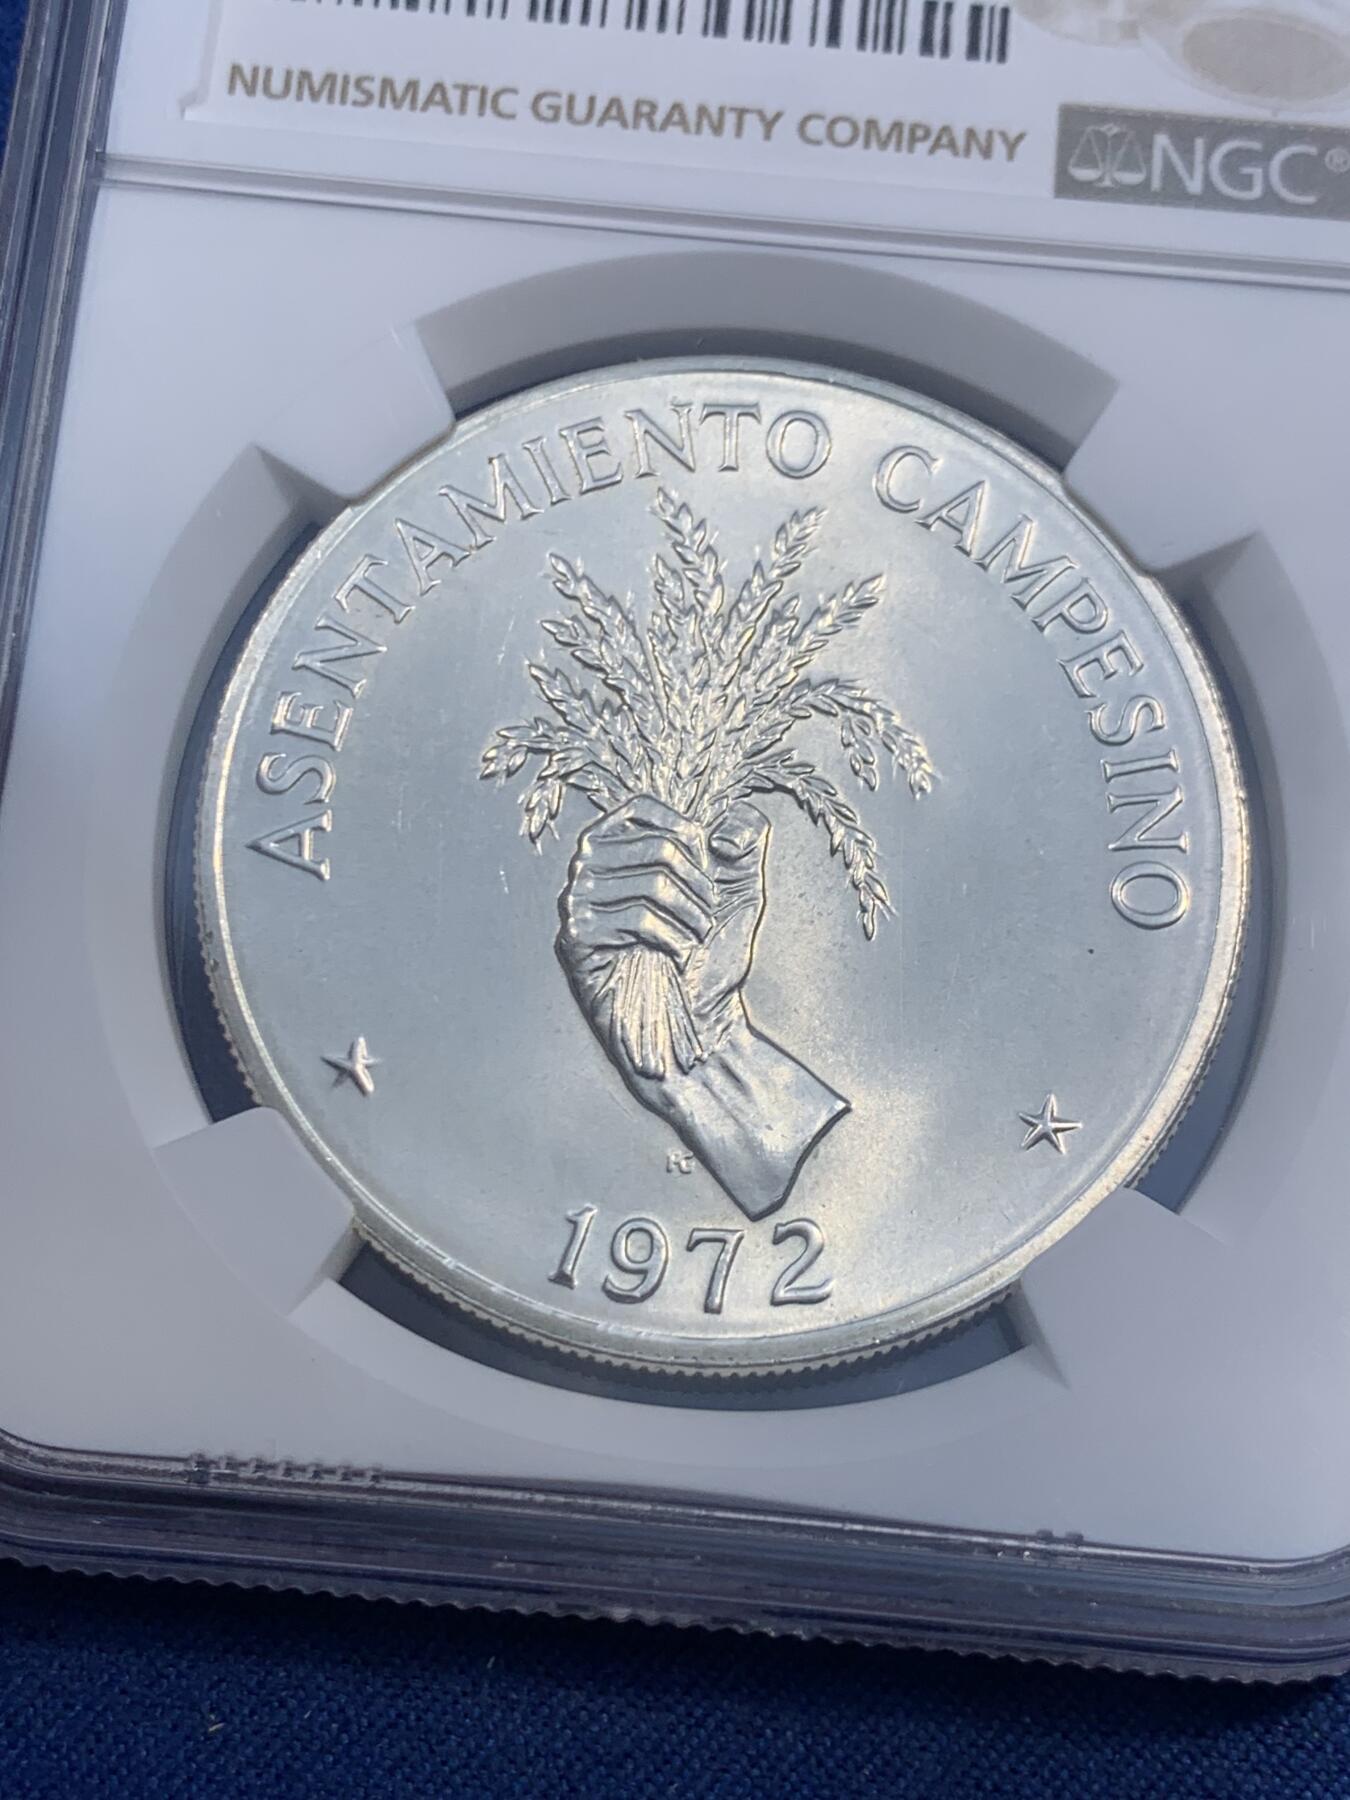 NUMISMATIC GUARANTY COMPANY
NGC®
ASENTAMIENTO CAMPESINO
1972